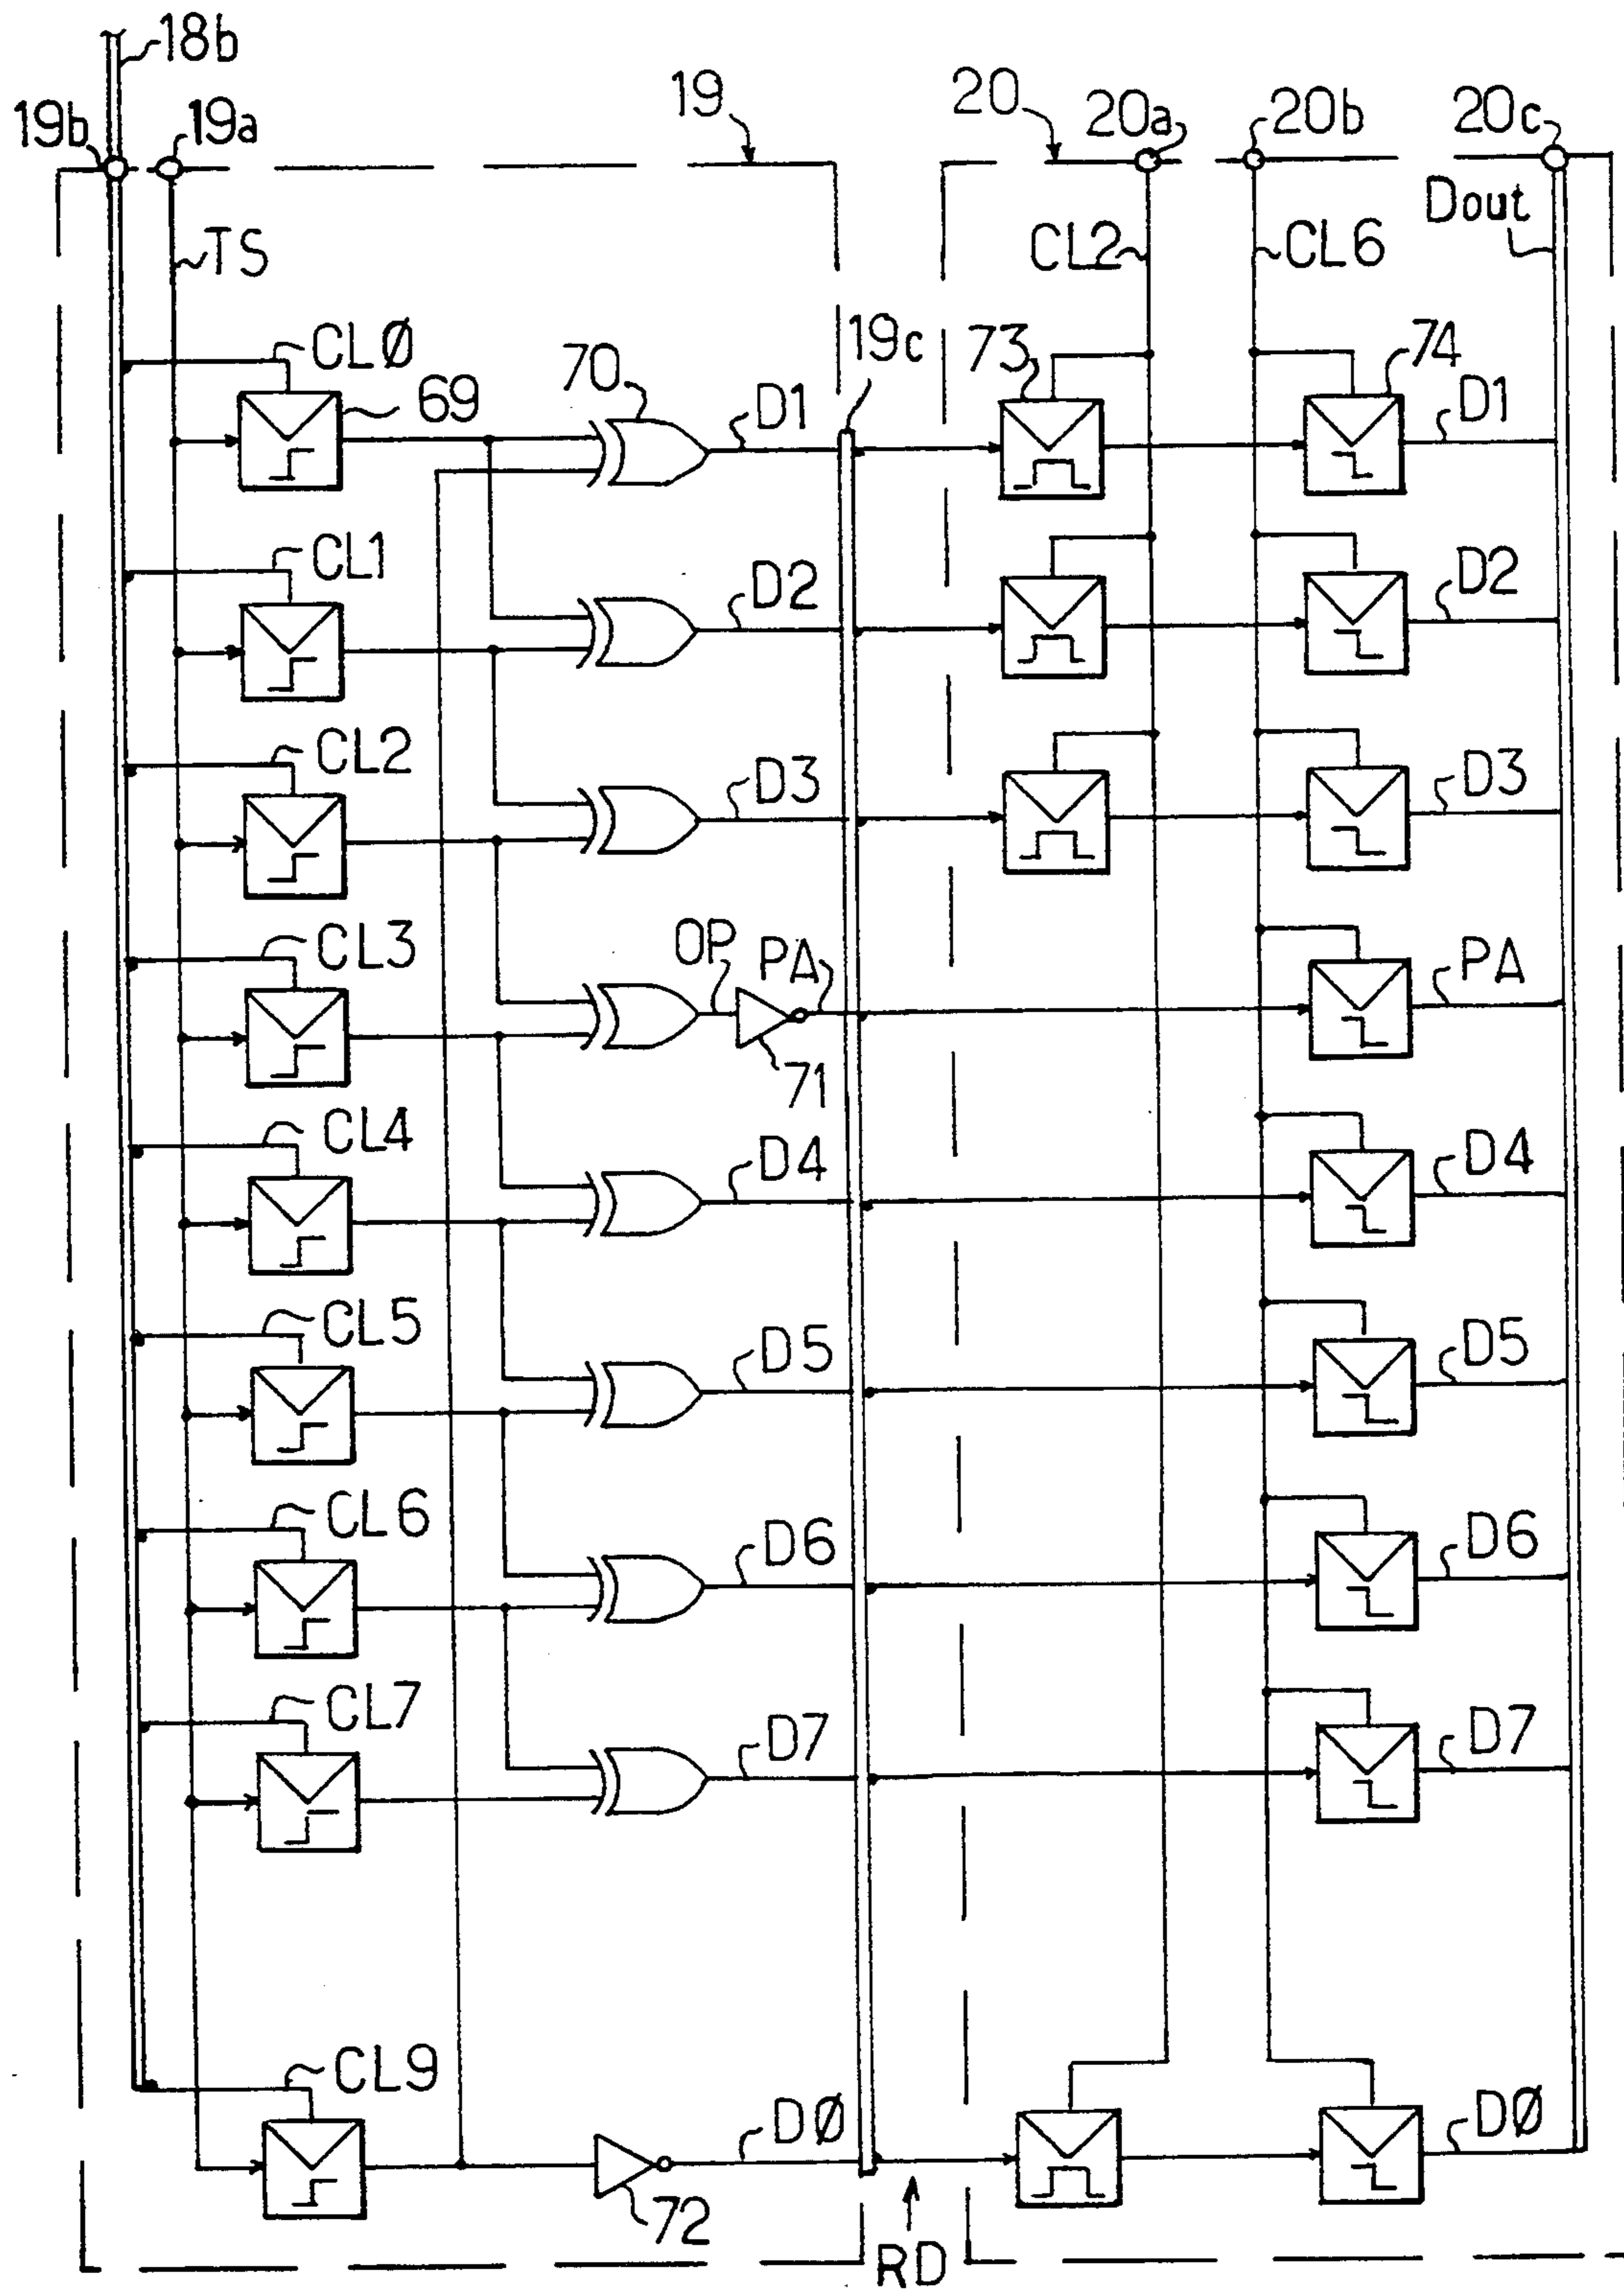 18b
19b 19a 19 20 20a 20b 20c
TS CL2 CL6 Dout
CLØ 69 70 D1 19c 73 74 D1
CL1 D2 D2
CL2 D3 D3
CL3 OP PA 71 PA
CL4 D4 D4
CL5 D5 D5
CL6 D6 D6
CL7 D7 D7
CL9 72 DØ DØ
RD